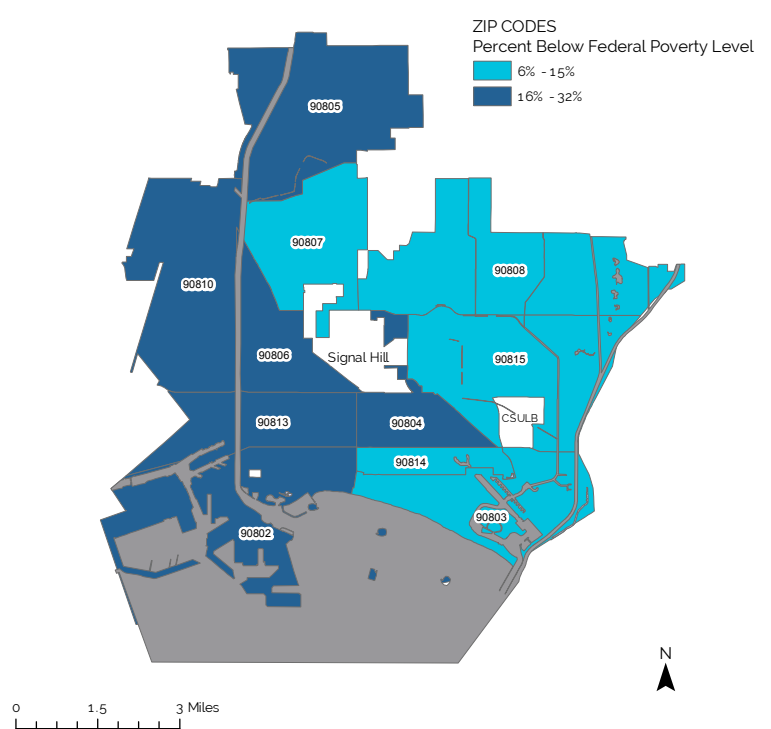 ZIP CODES
Percent Below Federal Poverty Level
6% - 15%
16% - 32%
90805
90807
90808
90810
90806
Signal Hill
90815
90813
90804
CSULB
90814
90803
90802
N
0 1.5 3 Miles